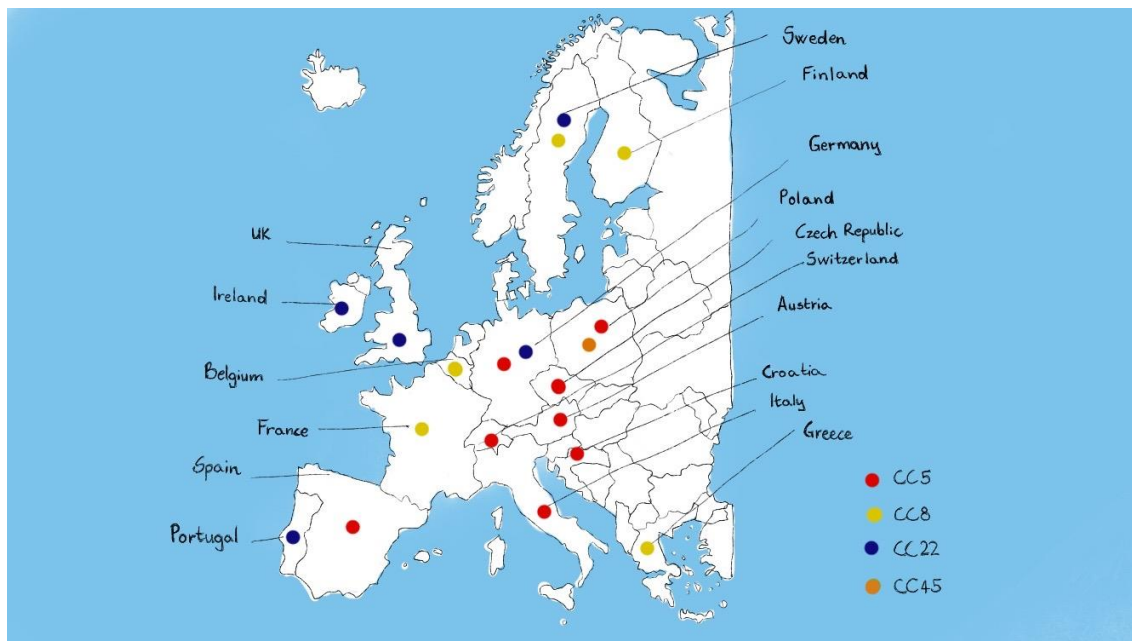 Sweden
Finland
Germany
Poland
Czech Republic
Switzerland
Austria
Croatia
Italy
Greece
UK
Ireland
Belgium
France
Spain
Portugal
CC5
CC8
CC22
CC45